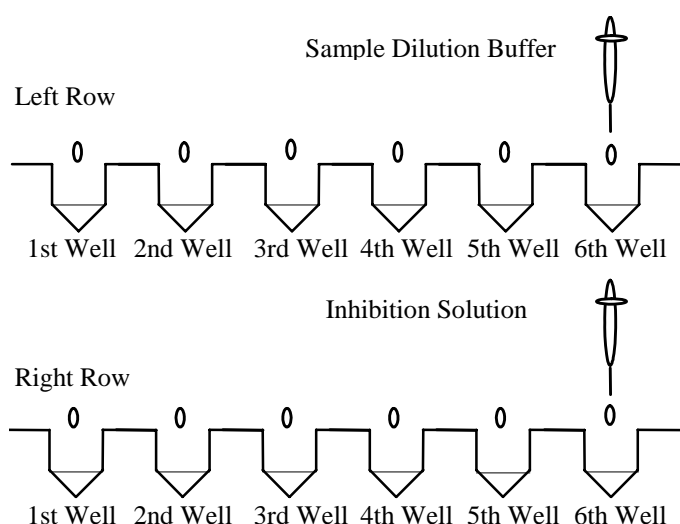 Sample Dilution Buffer
Left Row
1st Well 2nd Well 3rd Well 4th Well 5th Well 6th Well
Inhibition Solution
Right Row
1st Well 2nd Well 3rd Well 4th Well 5th Well 6th Well